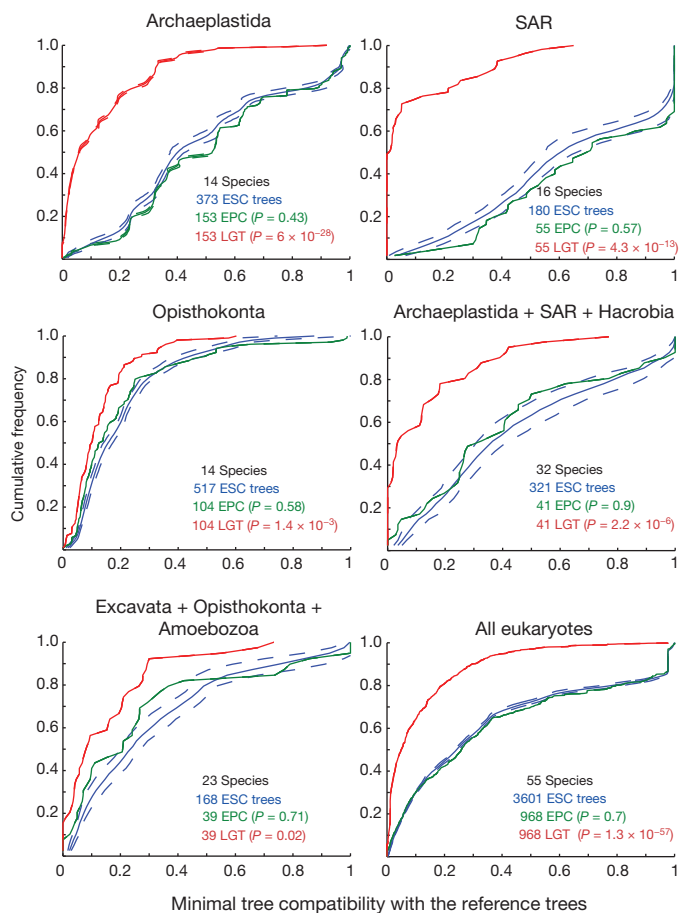 Archaeplastida
SAR
1.0
0.8
0.6
0.4
0.2
14 Species
373 ESC trees
153 EPC (P = 0.43)
153 LGT (P = 6 × 10⁻²⁸)
0
0.2
0.4
0.6
0.8
1
1.0
0.8
0.6
0.4
0.2
16 Species
180 ESC trees
55 EPC (P = 0.57)
55 LGT (P = 4.3 × 10⁻¹³)
0
0.2
0.4
0.6
0.8
1
Opisthokonta
Archaeplastida + SAR + Hacrobia
Cumulative frequency
1.0
0.8
0.6
0.4
0.2
14 Species
517 ESC trees
104 EPC (P = 0.58)
104 LGT (P = 1.4 × 10⁻³)
0
0.2
0.4
0.6
0.8
1
1.0
0.8
0.6
0.4
0.2
32 Species
321 ESC trees
41 EPC (P = 0.9)
41 LGT (P = 2.2 × 10⁻⁶)
0
0.2
0.4
0.6
0.8
1
Excavata + Opisthokonta +
Amoebozoa
All eukaryotes
1.0
0.8
0.6
0.4
0.2
23 Species
168 ESC trees
39 EPC (P = 0.71)
39 LGT (P = 0.02)
0
0.2
0.4
0.6
0.8
1
1.0
0.8
0.6
0.4
0.2
55 Species
3601 ESC trees
968 EPC (P = 0.7)
968 LGT (P = 1.3 × 10⁻⁵⁷)
0
0.2
0.4
0.6
0.8
1
Minimal tree compatibility with the reference trees